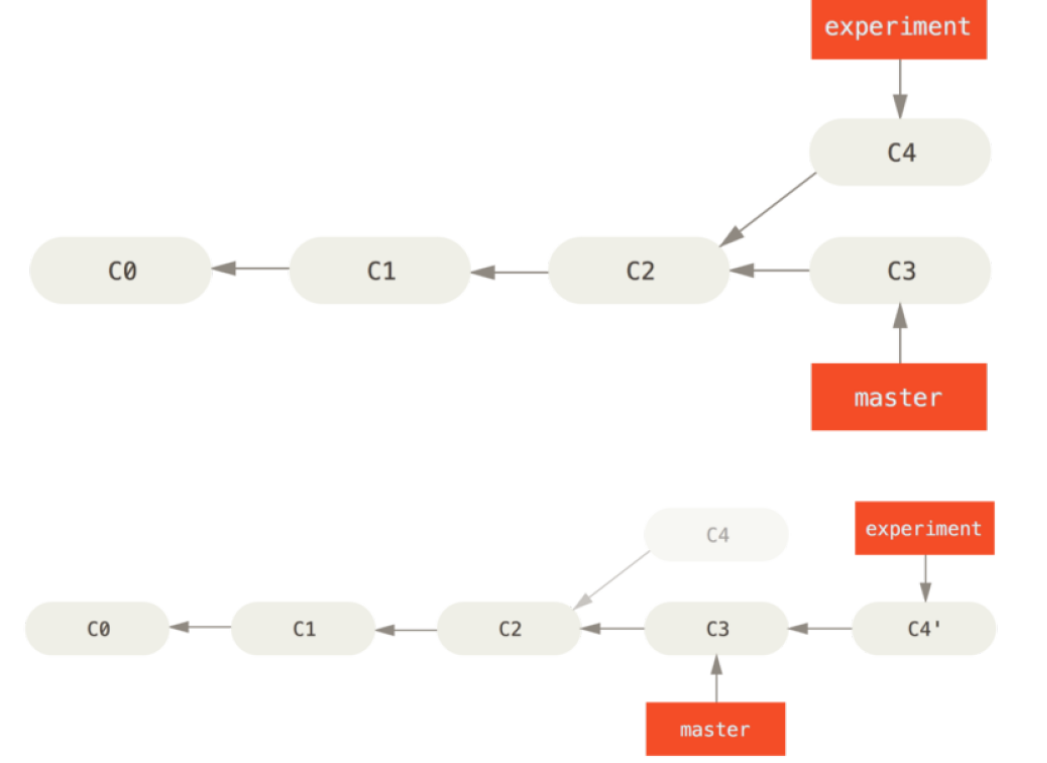 experiment
C4
C0 C1 C2 C3
master
C4 experiment
C0 C1 C2 C3 C4'
master